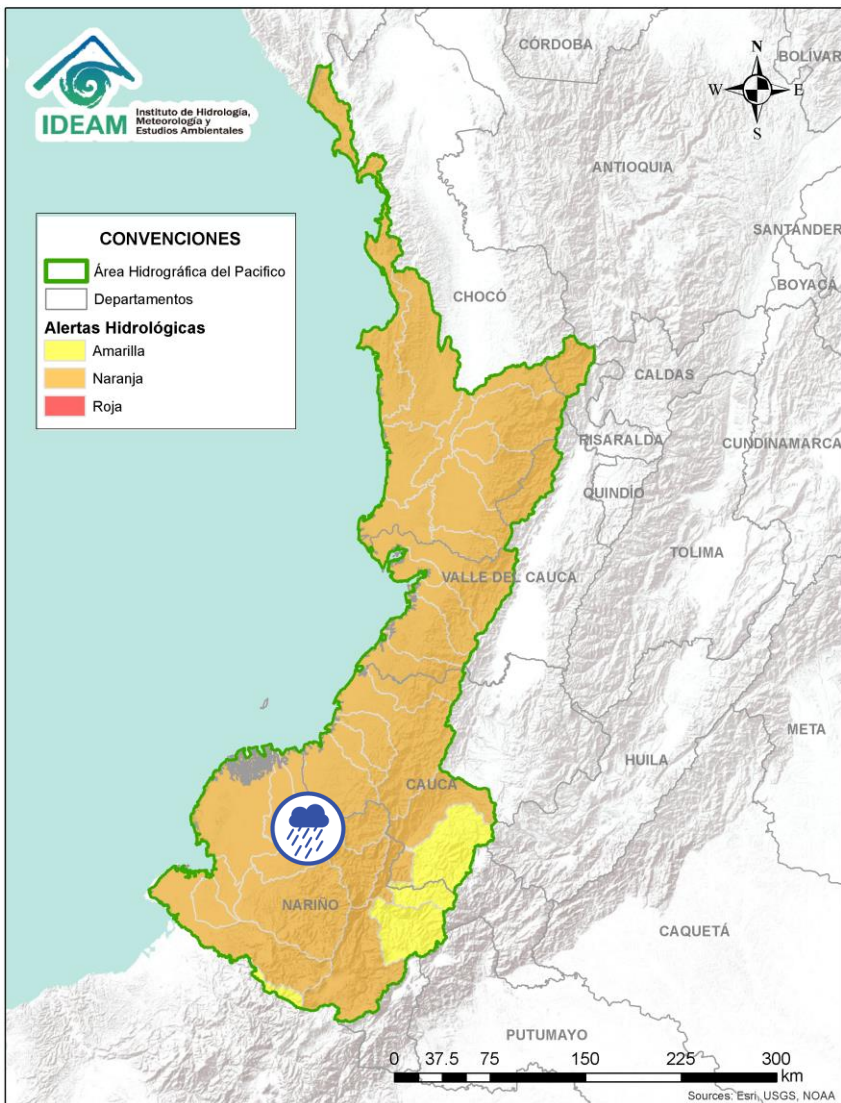 IDEAM
Instituto de Hidrología,
Meteorología y
Estudios Ambientales
CÓRDOBA
BOLÍVAR
N
W
E
S
ANTIOQUIA
SANTANDER
CONVENCIONES
Área Hidrográfica del Pacifico
Departamentos
Alertas Hidrológicas
Amarilla
Naranja
Roja
BOYACÁ
CHOCÓ
CALDAS
RISARALDA
CUNDINAMARCA
QUINDÍO
TOLIMA
VALLE DEL CAUCA
META
HUILA
CAUCA
NARIÑO
CAQUETÁ
PUTUMAYO
0 37.5 75 150 225 300
km
Sources: Esri, USGS, NOAA